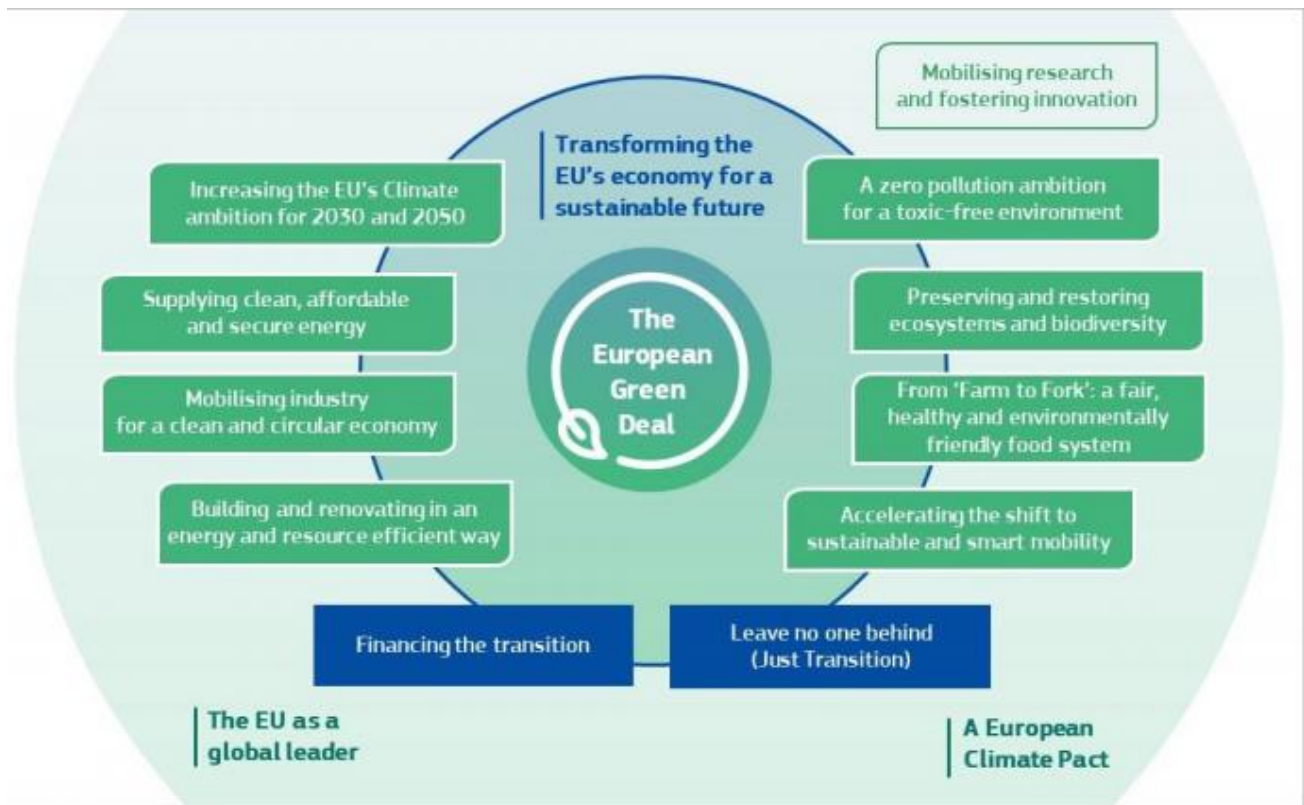 Mobilising research
and fostering innovation
Transforming the
EU's economy for a
sustainable future
Increasing the EU's Climate
ambition for 2030 and 2050
A zero pollution ambition
for a toxic-free environment
Supplying clean, affordable
and secure energy
Preserving and restoring
ecosystems and biodiversity
The
European
Green
Deal
Mobilising industry
for a clean and circular economy
From 'Farm to Fork': a fair,
healthy and environmentally
friendly food system
Building and renovating in an
energy and resource efficient way
Accelerating the shift to
sustainable and smart mobility
Financing the transition
Leave no one behind
(Just Transition)
The EU as a
global leader
A European
Climate Pact